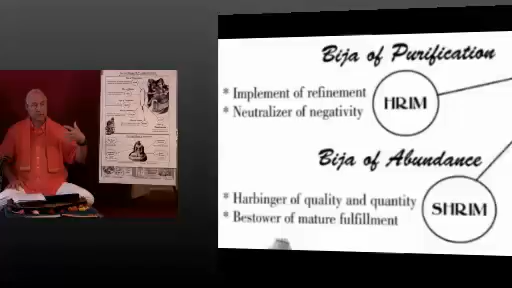 Bija of Purification
* Implement of refinement
* Neutralizer of negativity
HRIM
Bija of Abundance
* Harbinger of quality and quantity
* Bestower of mature fulfillment
SHRIM